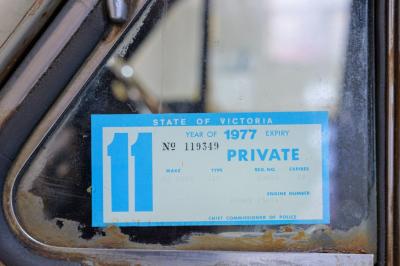 STATE OF VICTORIA
YEAR OF 1977 EXPIRY
11
No 119349
PRIVATE
MAKE TYPE REG. NO. EXPIRES
ENGINE NUMBER
CHIEF COMMISSIONER OF POLICE